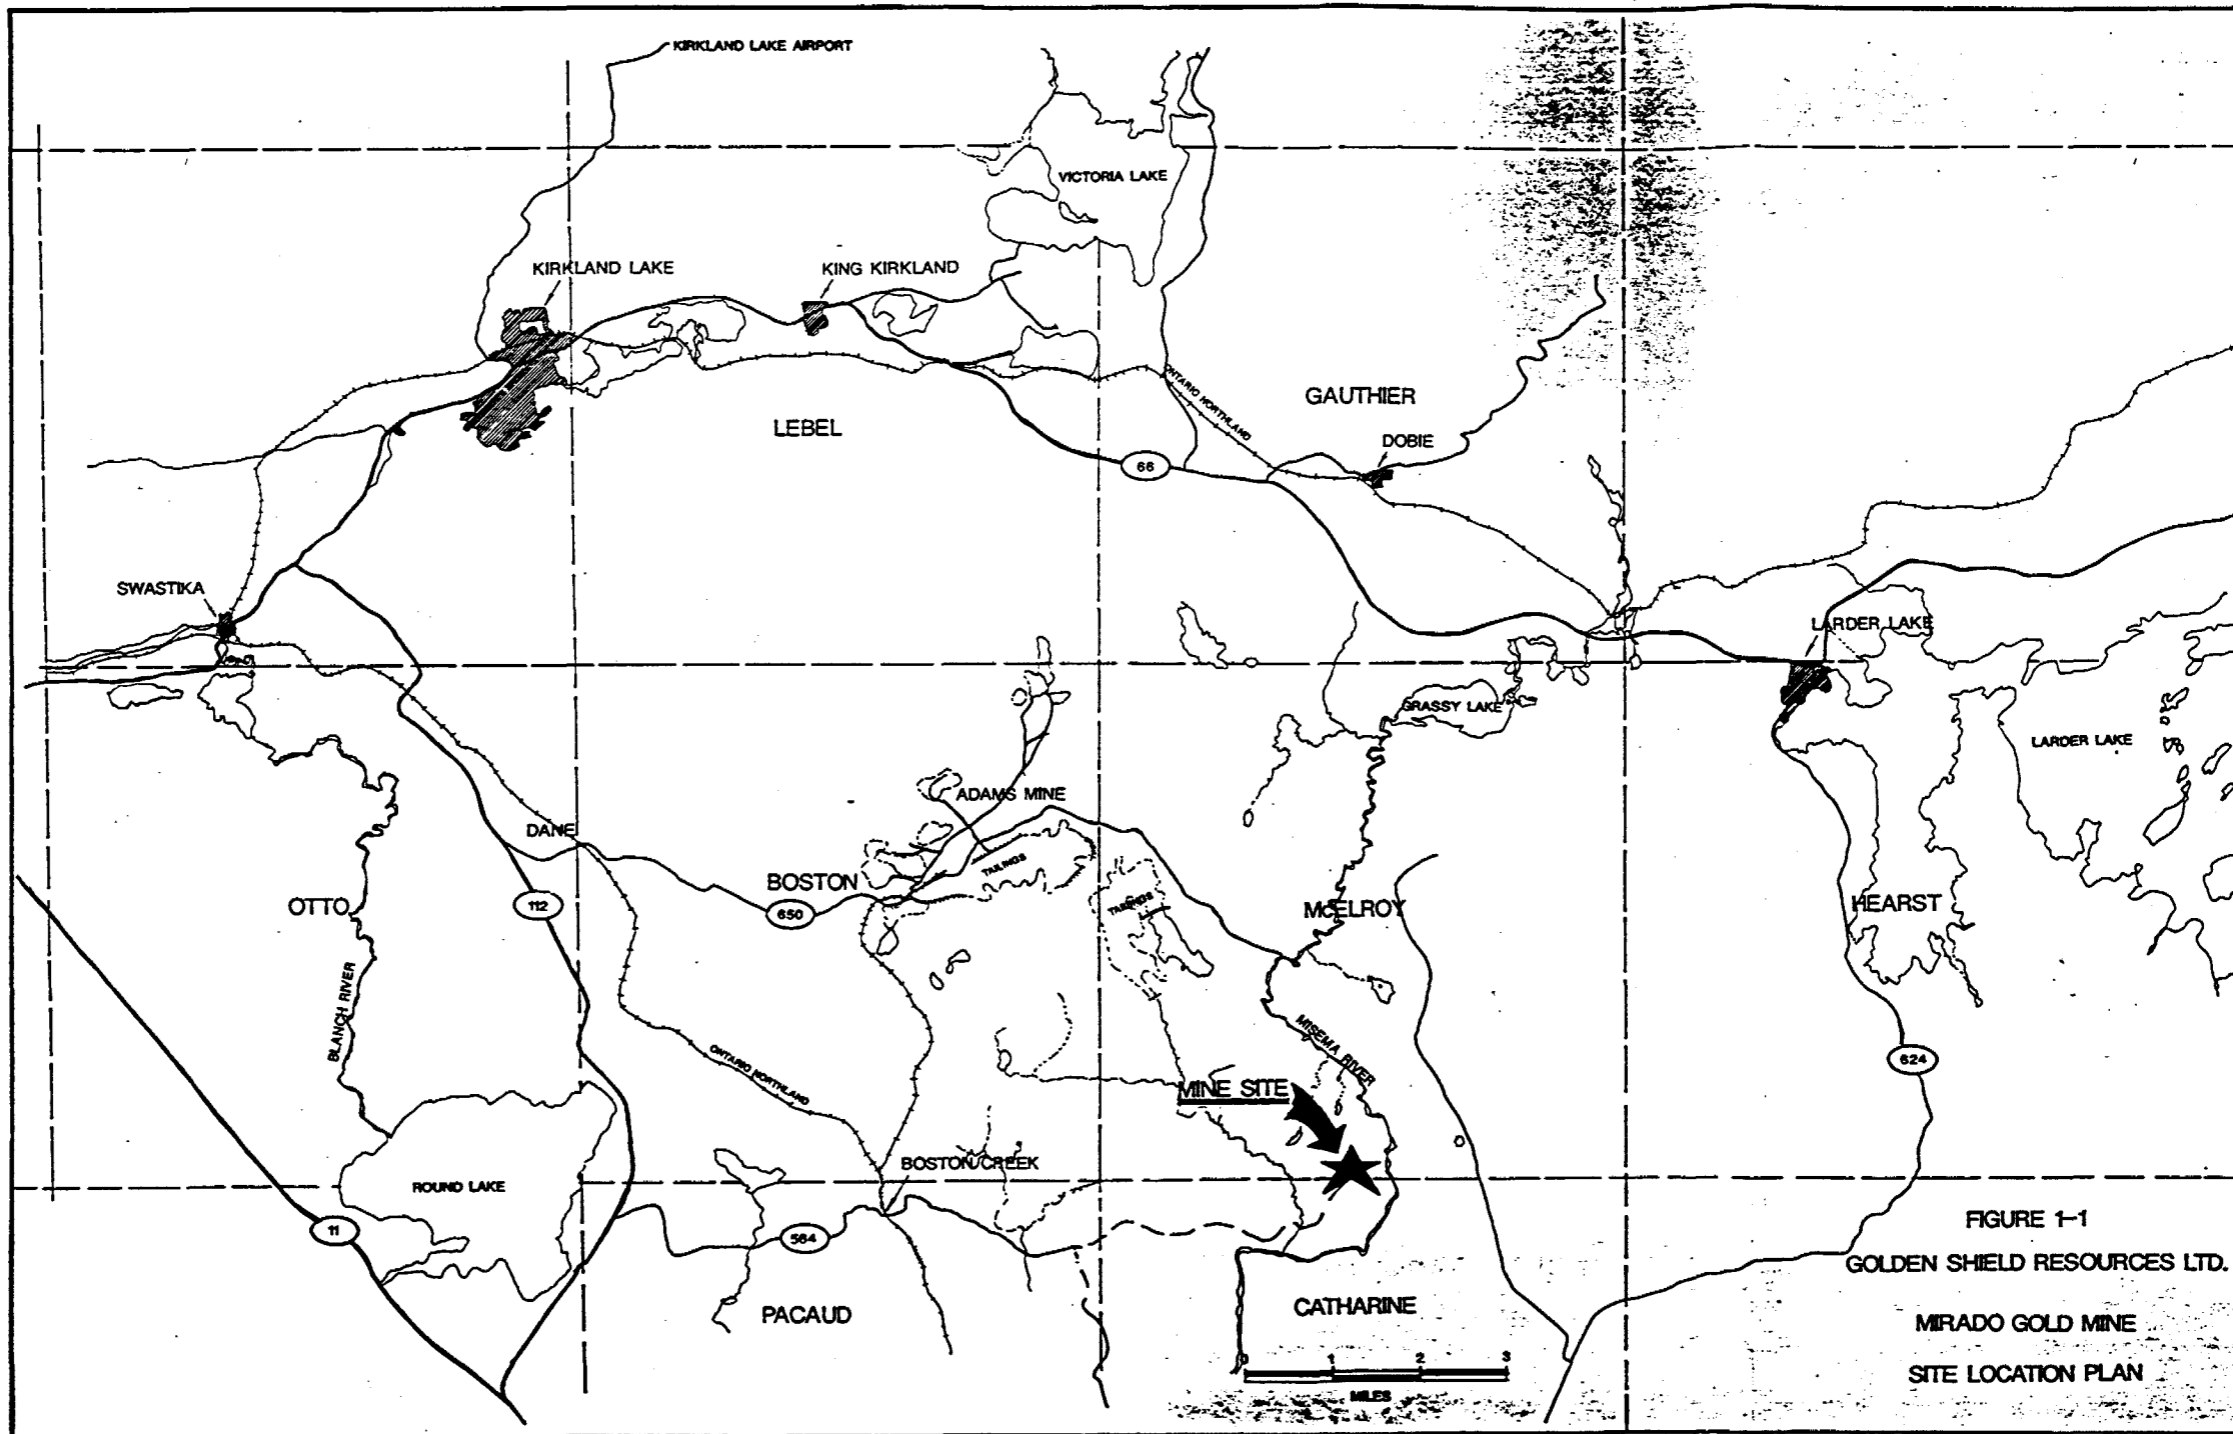 KIRKLAND LAKE AIRPORT
VICTORIA LAKE
KIRKLAND LAKE
KING KIRKLAND
ONTARIO NORTHLAND
GAUTHIER
LEBEL
DOBIE
66
SWASTIKA
LARDER LAKE
GRASSY LAKE
LARDER LAKE
ADAMS MINE
DANE
TAILINGS
BOSTON
TAILINGS
OTTO
112
650
McELROY
HEARST
BLANCH RIVER
MISEMA RIVER
ONTARIO NORTHLAND
624
MINE SITE
BOSTON CREEK
ROUND LAKE
11
564
FIGURE 1-1
GOLDEN SHIELD RESOURCES LTD.
PACAUD
CATHARINE
MIRADO GOLD MINE
0 1 2 3
SITE LOCATION PLAN
MILES